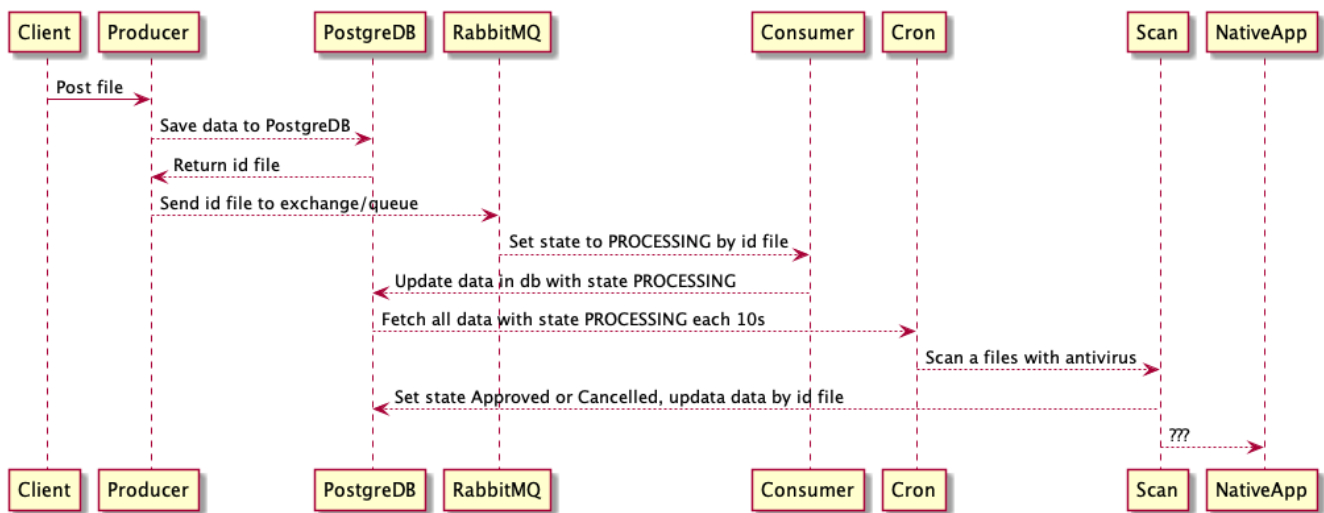 Client Producer PostgreDB RabbitMQ Consumer Cron Scan NativeApp
Post file
Save data to PostgreDB
Return id file
Send id file to exchange/queue
Set state to PROCESSING by id file
Update data in db with state PROCESSING
Fetch all data with state PROCESSING each 10s
Scan a files with antivirus
Set state Approved or Cancelled, updata data by id file
???
Client Producer PostgreDB RabbitMQ Consumer Cron Scan NativeApp